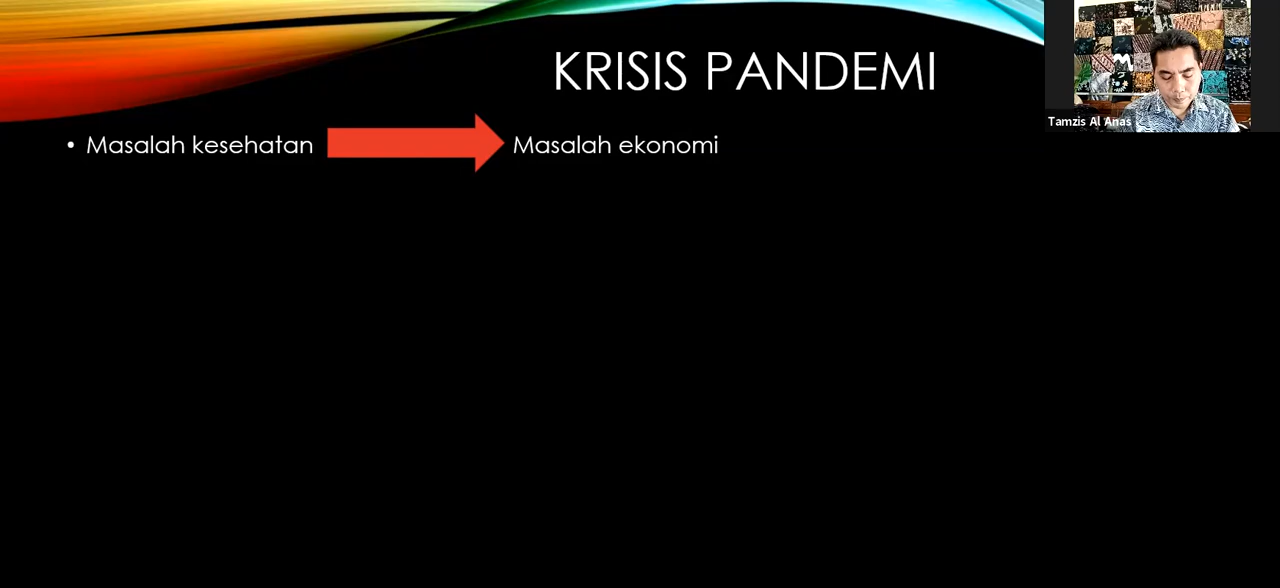 KRISIS PANDEMI
• Masalah kesehatan Masalah ekonomi
Tamzis Al Anas